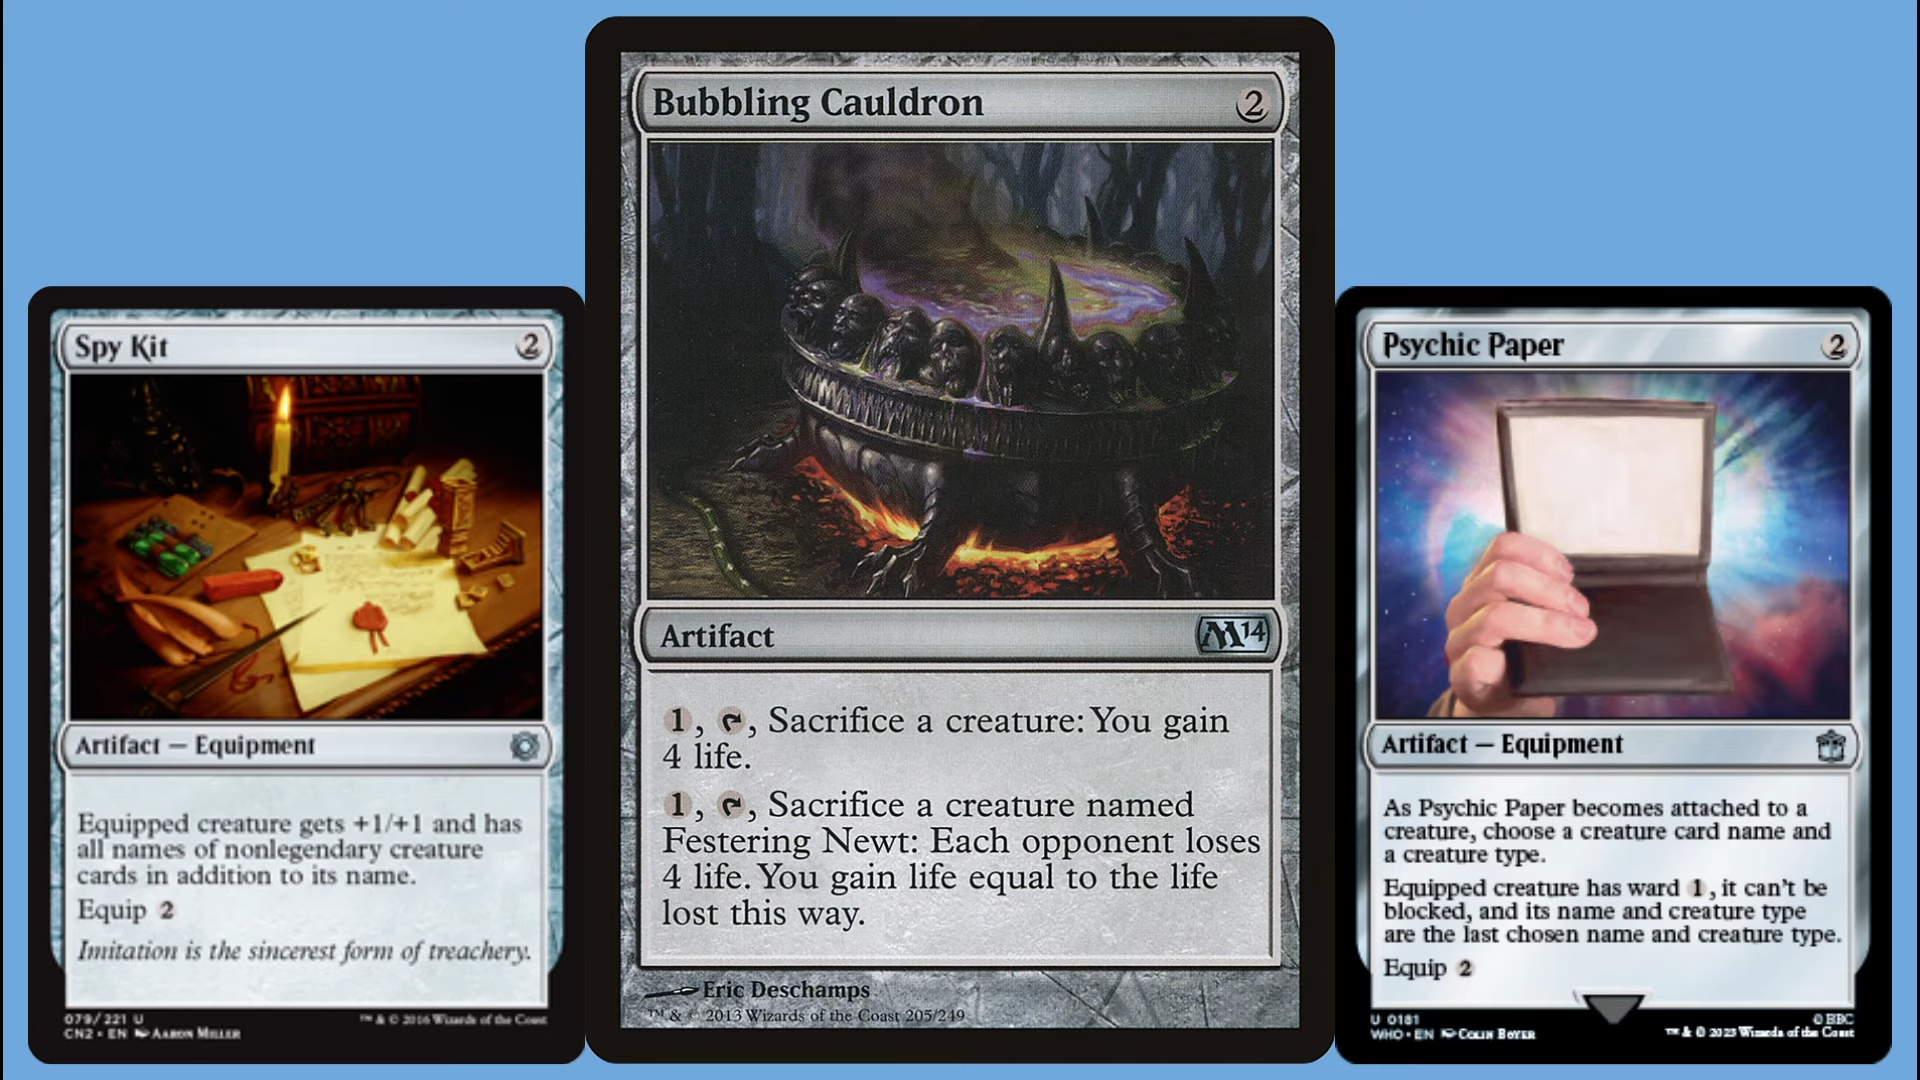 Spy Kit 2
Artifact — Equipment
Equipped creature gets +1/+1 and has
all names of nonlegendary creature
cards in addition to its name.
Equip 2
Imitation is the sincerest form of treachery.
079/221 U
CN2 • EN Aaron Miller
™ & © 2016 Wizards of the Coast
Bubbling Cauldron 2
Artifact M14
1, , Sacrifice a creature: You gain
4 life.
1, , Sacrifice a creature named
Festering Newt: Each opponent loses
4 life. You gain life equal to the life
lost this way.
Eric Deschamps
™ & © 2013 Wizards of the Coast 205/249
Psychic Paper 2
Artifact — Equipment
As Psychic Paper becomes attached to a
creature, choose a creature card name and
a creature type.
Equipped creature has ward 1, it can't be
blocked, and its name and creature type
are the last chosen name and creature type.
Equip 2
U 0181
WHO • EN Colin Boyer
© BBC
™ & © 2023 Wizards of the Coast